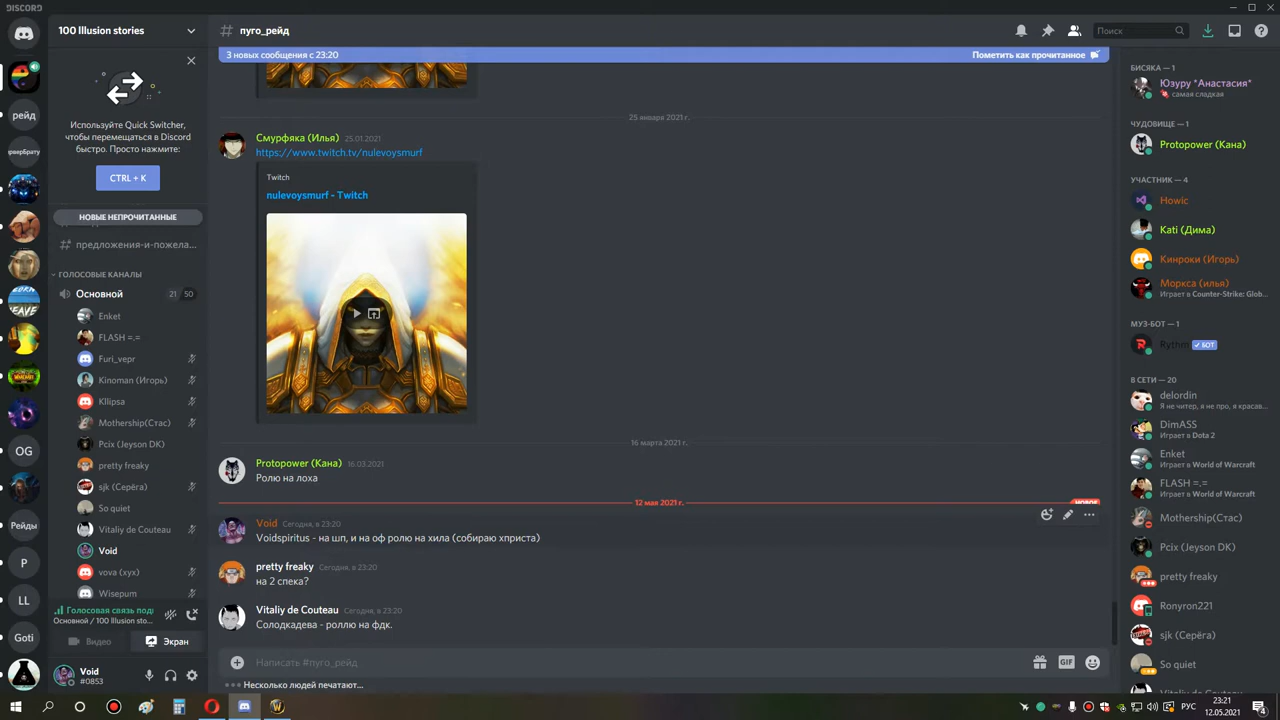 DISCORD
100 Illusion stories
пуго_рейд
Поиск
3 новых сообщения с 23:20
Пометить как прочитанное
Используйте Quick Switcher,
чтобы перемещаться в Discord
быстро. Просто нажмите:
CTRL + K
НОВЫЕ НЕПРОЧИТАННЫЕ
предложения-и-пожела...
ГОЛОСОВЫЕ КАНАЛЫ
Основной
21 50
Enket
FLASH =.=
Furi_vepr
Kinoman (Игорь)
Kllipsa
Mothership(Стас)
Pcix (Jeyson DK)
pretty freaky
sjk (Серёга)
So quiet
Vitaliy de Couteau
Void
vova (хух)
Wisepum
Голосовая связь под
Основной / 100 Illusion sto...
Видео
Экран
Void
#0853
рейд
OG
Рейды
P
LL
Goti
25 января 2021 г.
Смурфяка (Илья) 25.01.2021
https://www.twitch.tv/nulevoysmurf
Twitch
nulevoysmurf - Twitch
16 марта 2021 г.
Protopower (Кана) 16.03.2021
Ролю на лоха
12 мая 2021 г.
НОВОЕ
Void Сегодня, в 23:20
Voidspiritus - на шп, и на оф ролю на хила (собираю хприста)
pretty freaky Сегодня, в 23:20
на 2 спека?
Vitaliy de Couteau Сегодня, в 23:20
Солодкадева - роллю на фдк.
Написать #пуго_рейд
GIF
Несколько людей печатают...
БИСЯКА — 1
Юзуру *Анастасия*
самая сладкая
ЧУДОВИЩЕ — 1
Protopower (Кана)
УЧАСТНИК — 4
Howic
Kati (Дима)
Кинроки (Игорь)
Моркса (илья)
Играет в Counter-Strike: Glob...
МУЗ-БОТ — 1
Rythm
БОТ
В СЕТИ — 20
delordin
Я не читер, я не про, я красав...
DimASS
Играет в Dota 2
Enket
Играет в World of Warcraft
FLASH =.=
Играет в World of Warcraft
Mothership(Стас)
Pcix (Jeyson DK)
pretty freaky
Ronyron221
sjk (Серёга)
So quiet
РУС
23:21
12.05.2021
4